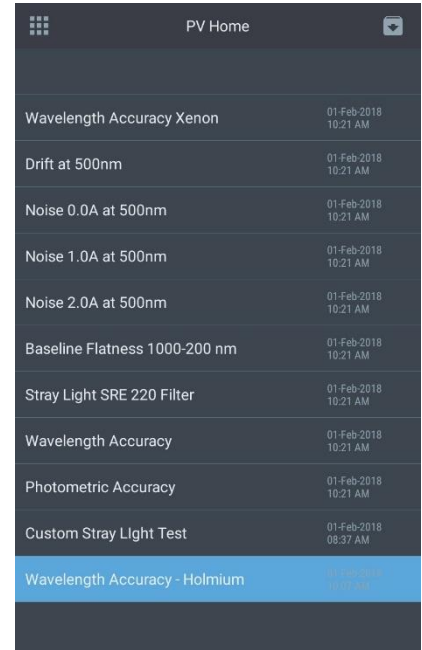 PV Home
Wavelength Accuracy Xenon
01-Feb-2018
10:21 AM
Drift at 500nm
01-Feb-2018
10:21 AM
Noise 0.0A at 500nm
01-Feb-2018
10:21 AM
Noise 1.0A at 500nm
01-Feb-2018
10:21 AM
Noise 2.0A at 500nm
01-Feb-2018
10:21 AM
Baseline Flatness 1000-200 nm
01-Feb-2018
10:21 AM
Stray Light SRE 220 Filter
01-Feb-2018
10:21 AM
Wavelength Accuracy
01-Feb-2018
10:21 AM
Photometric Accuracy
01-Feb-2018
10:21 AM
Custom Stray LIght Test
01-Feb-2018
08:37 AM
Wavelength Accuracy - Holmium